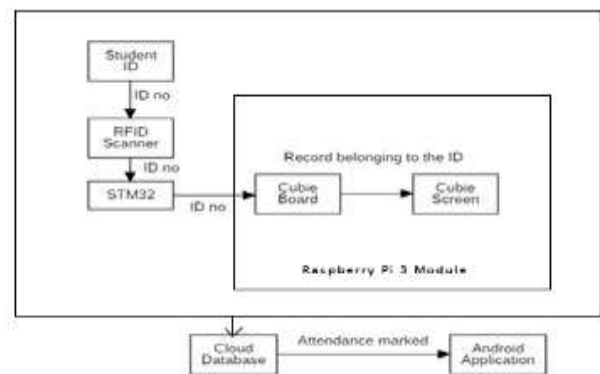 Student
ID
ID no
RFID
Scanner
ID no
STM32
ID no
Record belonging to the ID
Cubie
Board
Cubie
Screen
Raspberry Pi 3 Module
Cloud
Database
Attendance marked
Android
Application